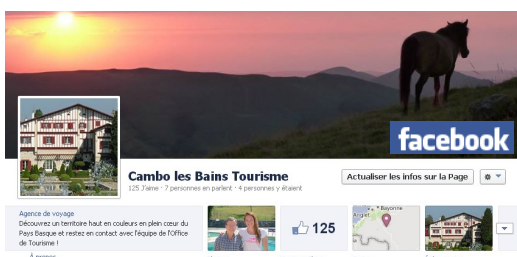 facebook
Cambo les Bains Tourisme
125 J'aime · 7 personnes en parlent · 4 personnes y étaient
Actualiser les infos sur la Page
Agence de voyage
Découvrez un territoire haut en couleurs en plein cœur du
Pays Basque et restez en contact avec l'équipe de l'Office
de Tourisme !
125
Bayonne
Anglet
À propos